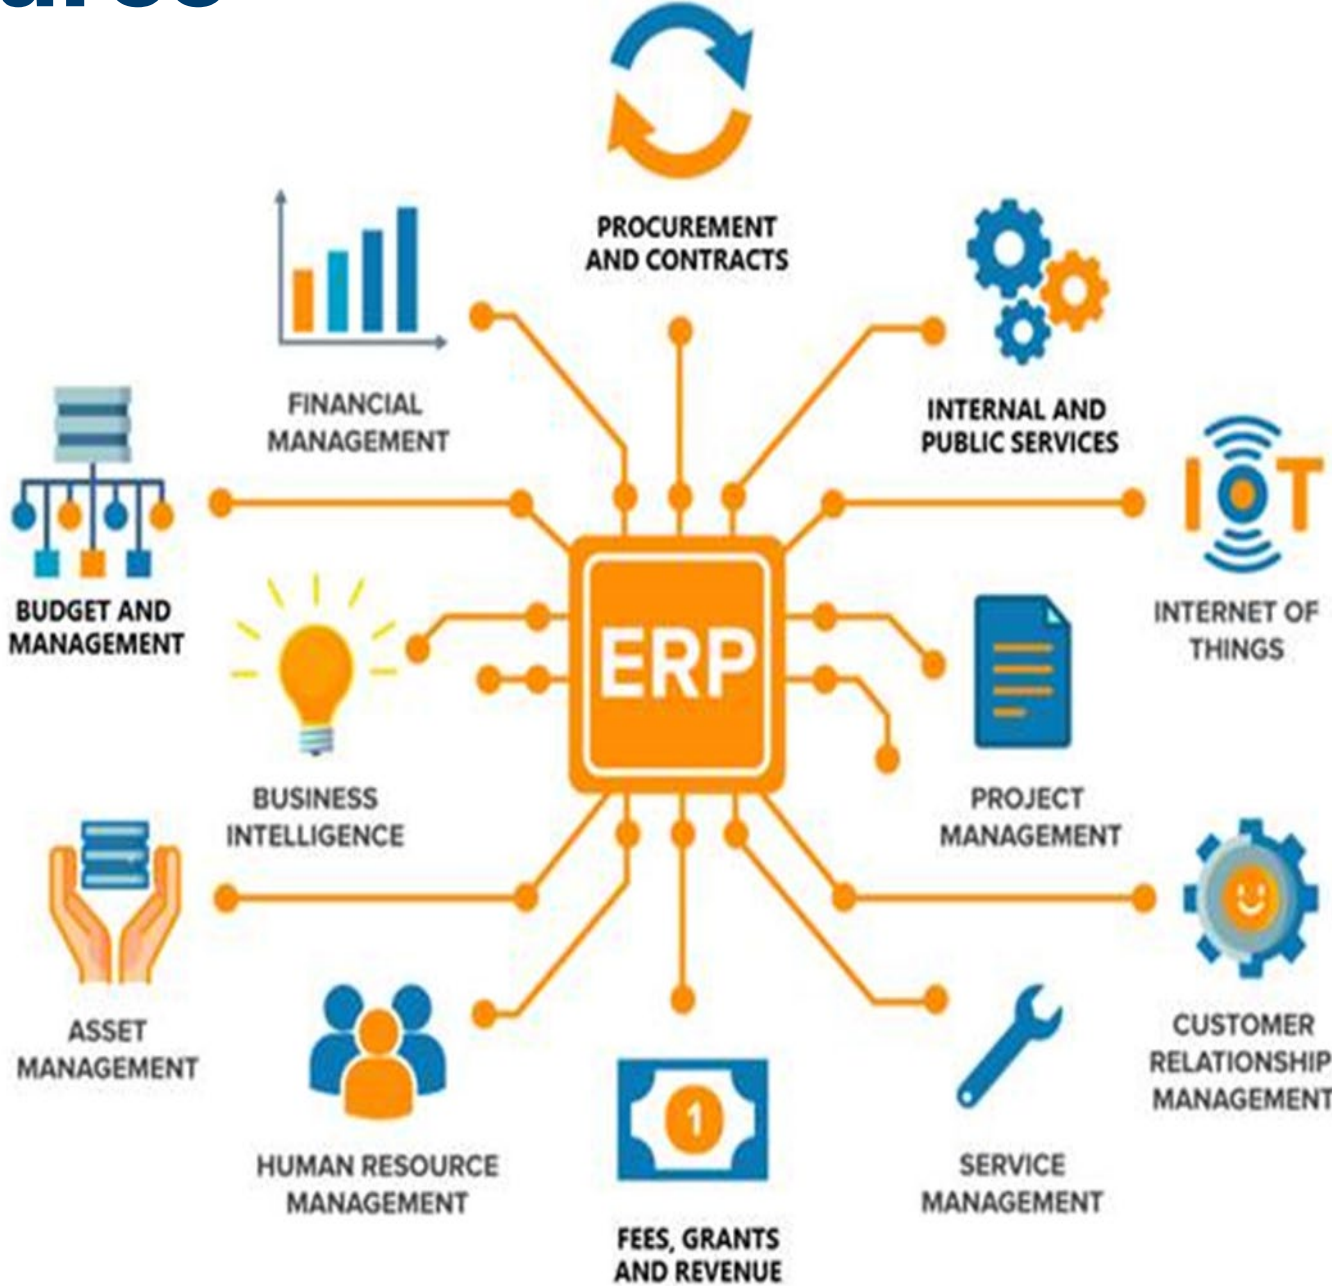 PROCUREMENT
AND CONTRACTS
FINANCIAL
MANAGEMENT
INTERNAL AND
PUBLIC SERVICES
IOT
BUDGET AND
MANAGEMENT
INTERNET OF
THINGS
ERP
BUSINESS
INTELLIGENCE
PROJECT
MANAGEMENT
ASSET
MANAGEMENT
CUSTOMER
RELATIONSHIP
MANAGEMENT
HUMAN RESOURCE
MANAGEMENT
1
SERVICE
MANAGEMENT
FEES, GRANTS
AND REVENUE